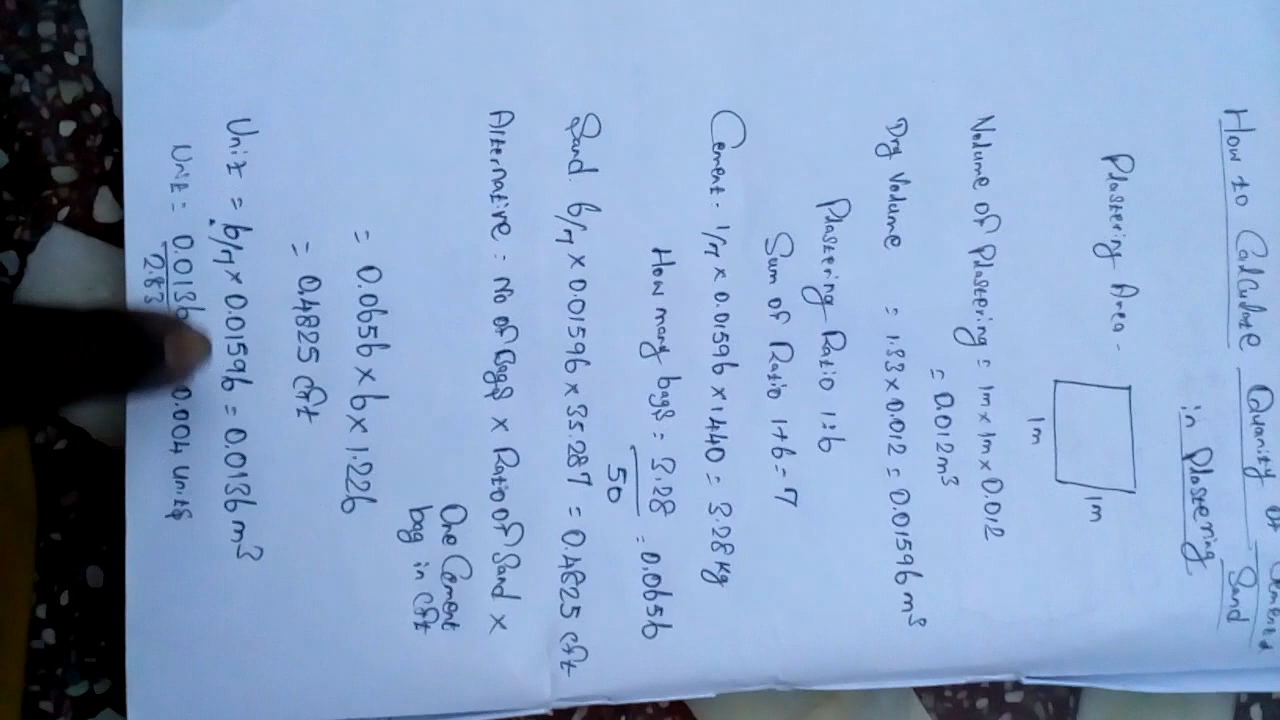 How to Calculate Quanity of Cement &
Sand
in Plastering
Plastering Area -
1m
1m
Volume of Plastering = 1m x 1m x 0.012
= 0.012m³
Dry Volume = 1.33 x 0.012 = 0.01596 m³
Plastering Ratio 1:6
Sum of Ratio 1+6 = 7
Cement - 1/7 x 0.01596 x 1440 = 3.28 kg
How many bags = 3.28 / 50 = 0.0656
Sand 6/7 x 0.01596 x 35.287 = 0.4825 cft
Alternative : No of Bags x Ratio of Sand x
One Cement
bag in cft
= 0.0656 x 6 x 1.226
= 0.4825 cft
Unit = 6/7 x 0.01596 = 0.0136 m³
Unit = 0.0136 / 2.83 0.004 units